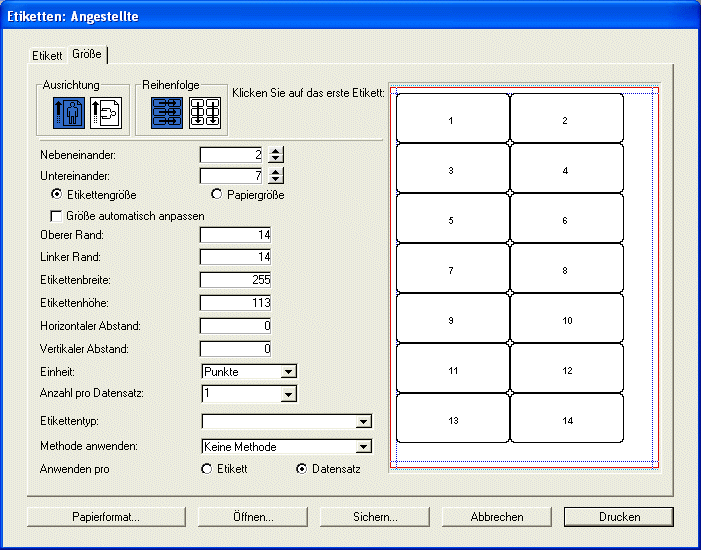 Etiketten: Angestellte
Etikett Größe
Ausrichtung Reihenfolge Klicken Sie auf das erste Etikett:
Nebeneinander: 2
Untereinander: 7
Etikettengröße Papiergröße
Größe automatisch anpassen
Oberer Rand: 14
Linker Rand: 14
Etikettenbreite: 255
Etikettenhöhe: 113
Horizontaler Abstand: 0
Vertikaler Abstand: 0
Einheit: Punkte
Anzahl pro Datensatz: 1
Etikettentyp:
Methode anwenden: Keine Methode
Anwenden pro Etikett Datensatz
1 2
3 4
5 6
7 8
9 10
11 12
13 14
Papierformat... Öffnen... Sichern... Abbrechen Drucken